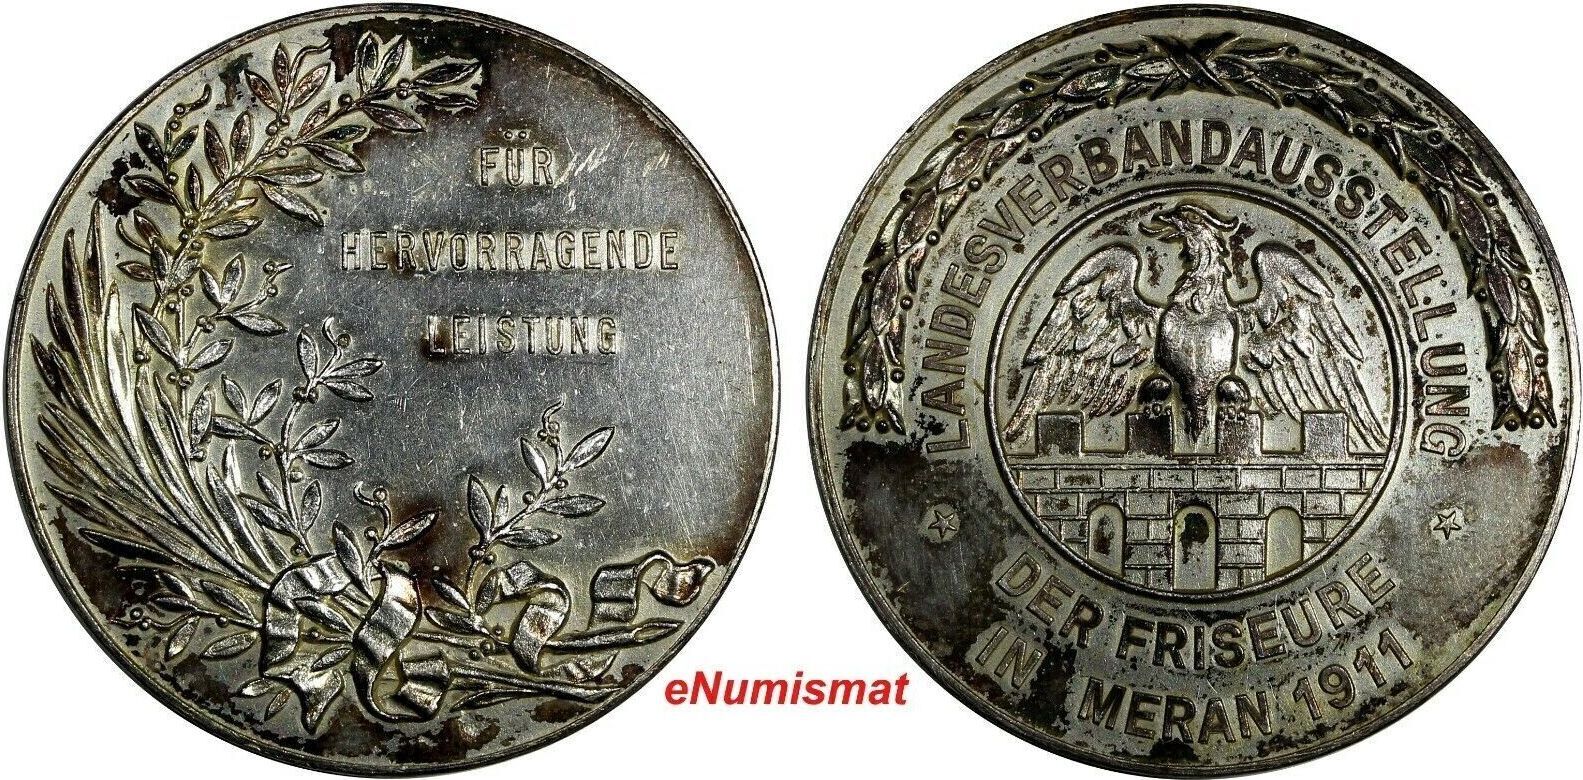 FÜR
HERVORRAGENDE
LEISTUNG
LANDESVERBANDAUSSTELLUNG
DER FRISEURE
IN MERAN 1911
eNumismat